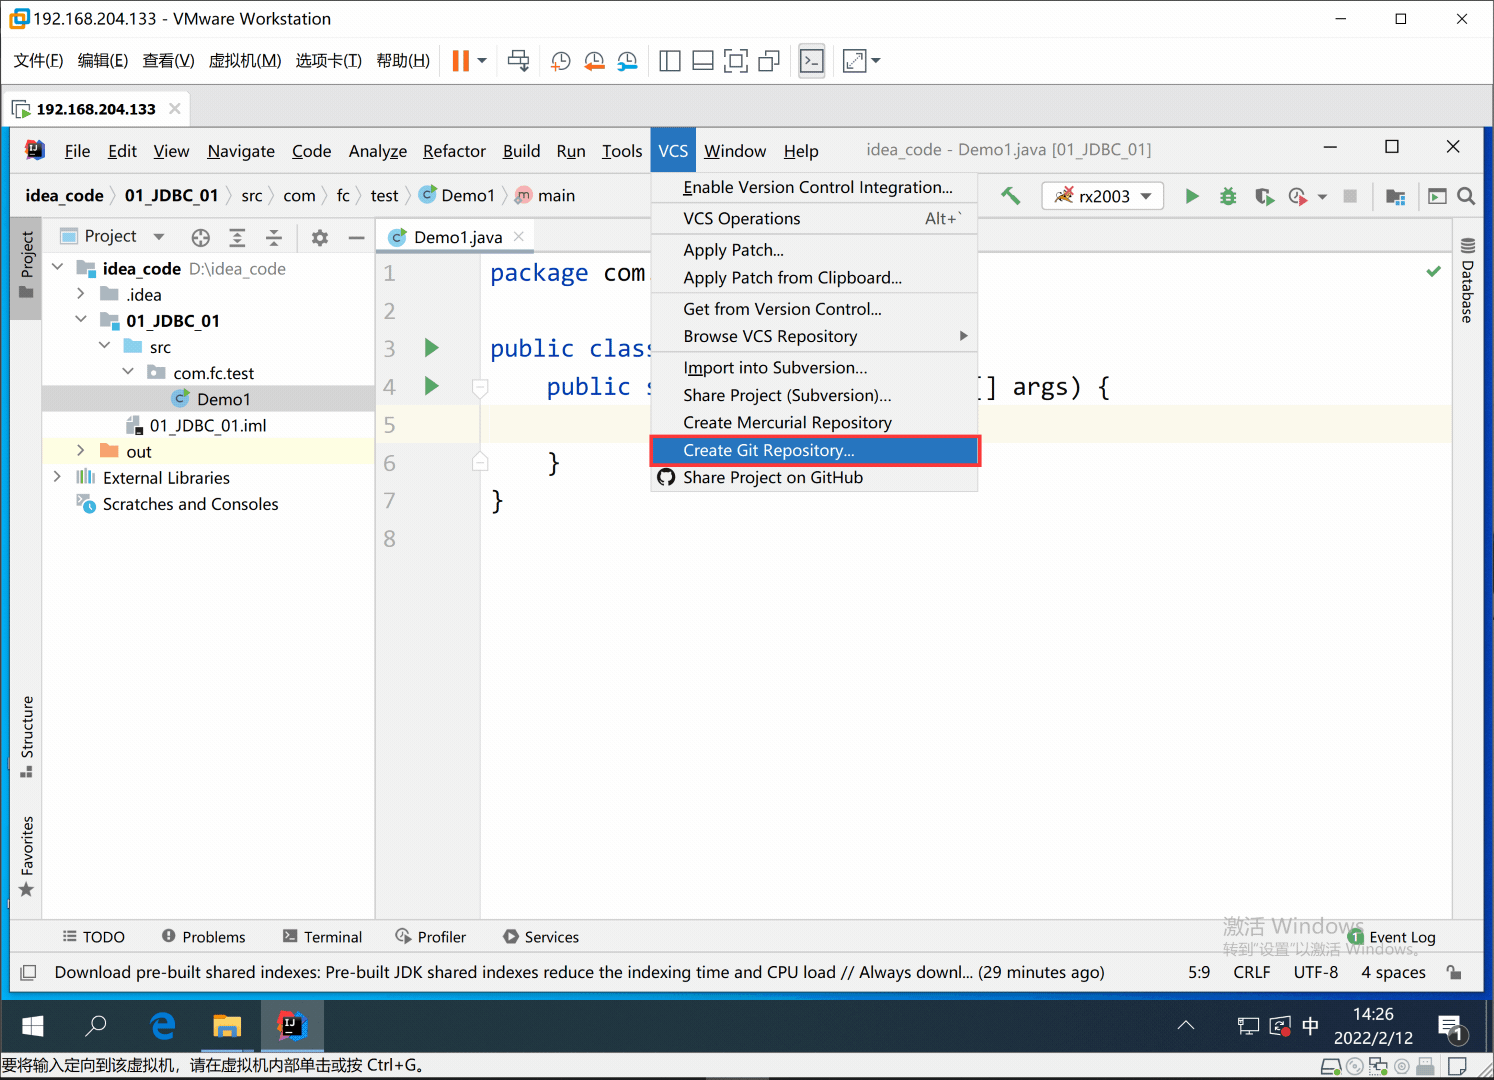 192.168.204.133 - VMware Workstation
文件(F) 编辑(E) 查看(V) 虚拟机(M) 选项卡(T) 帮助(H)
192.168.204.133
File Edit View Navigate Code Analyze Refactor Build Run Tools VCS Window Help idea_code - Demo1.java [01_JDBC_01]
idea_code 01_JDBC_01 src com fc test Demo1 main
rx2003
Enable Version Control Integration...
VCS Operations Alt+`
Apply Patch...
Apply Patch from Clipboard...
Get from Version Control...
Browse VCS Repository
Import into Subversion...
Share Project (Subversion)...
Create Mercurial Repository
Create Git Repository...
Share Project on GitHub
Project
Project
idea_code D:\idea_code
.idea
01_JDBC_01
src
com.fc.test
Demo1
01_JDBC_01.iml
out
External Libraries
Scratches and Consoles
Structure
Favorites
Demo1.java
1 package com.
2
3 public class
4 public s [] args) {
5
6 }
7 }
8
Database
激活 Windows
转到"设置"以激活 Windows。
TODO Problems Terminal Profiler Services 1 Event Log
Download pre-built shared indexes: Pre-built JDK shared indexes reduce the indexing time and CPU load // Always downl... (29 minutes ago) 5:9 CRLF UTF-8 4 spaces
中
14:26
2022/2/12
1
要将输入定向到该虚拟机，请在虚拟机内部单击或按 Ctrl+G。